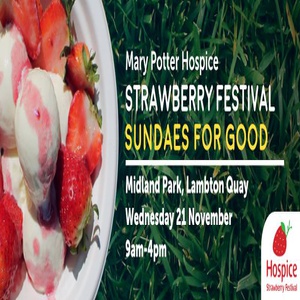 Mary Potter Hospice
STRAWBERRY FESTIVAL
SUNDAES FOR GOOD
Midland Park, Lambton Quay
Wednesday 21 November
9am-4pm
Hospice
Strawberry Festival